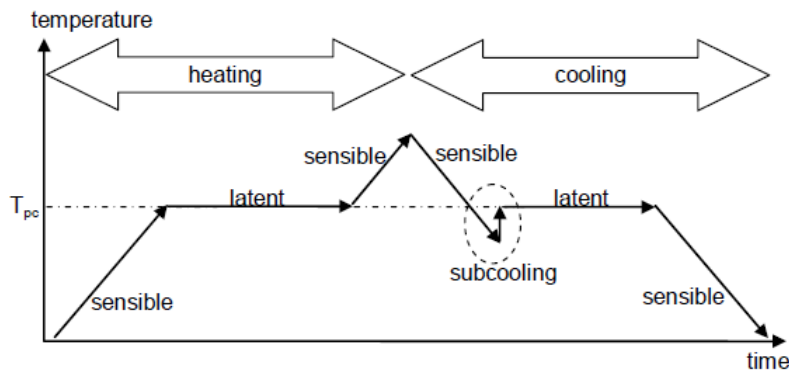 temperature
heating
cooling
sensible
sensible
T_pc
latent
latent
subcooling
sensible
sensible
time